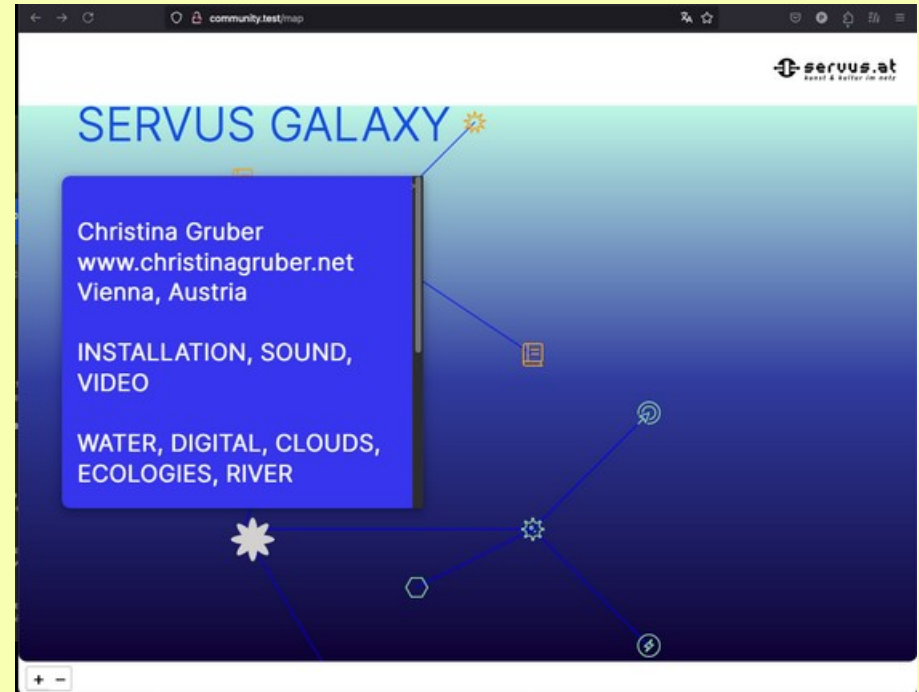 community.test/map
servus.at
kunst & kultur im netz
SERVUS GALAXY
Christina Gruber
www.christinagruber.net
Vienna, Austria
INSTALLATION, SOUND,
VIDEO
WATER, DIGITAL, CLOUDS,
ECOLOGIES, RIVER
+ −